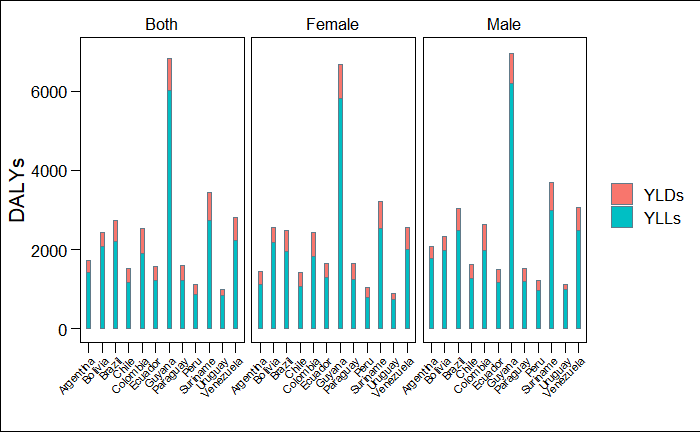 Both Female Male
DALYs
6000
4000
2000
0
YLDs
YLLs
Argentina Bolivia Brazil Chile Colombia Ecuador Guyana Paraguay Peru Suriname Uruguay Venezuela
Argentina Bolivia Brazil Chile Colombia Ecuador Guyana Paraguay Peru Suriname Uruguay Venezuela
Argentina Bolivia Brazil Chile Colombia Ecuador Guyana Paraguay Peru Suriname Uruguay Venezuela